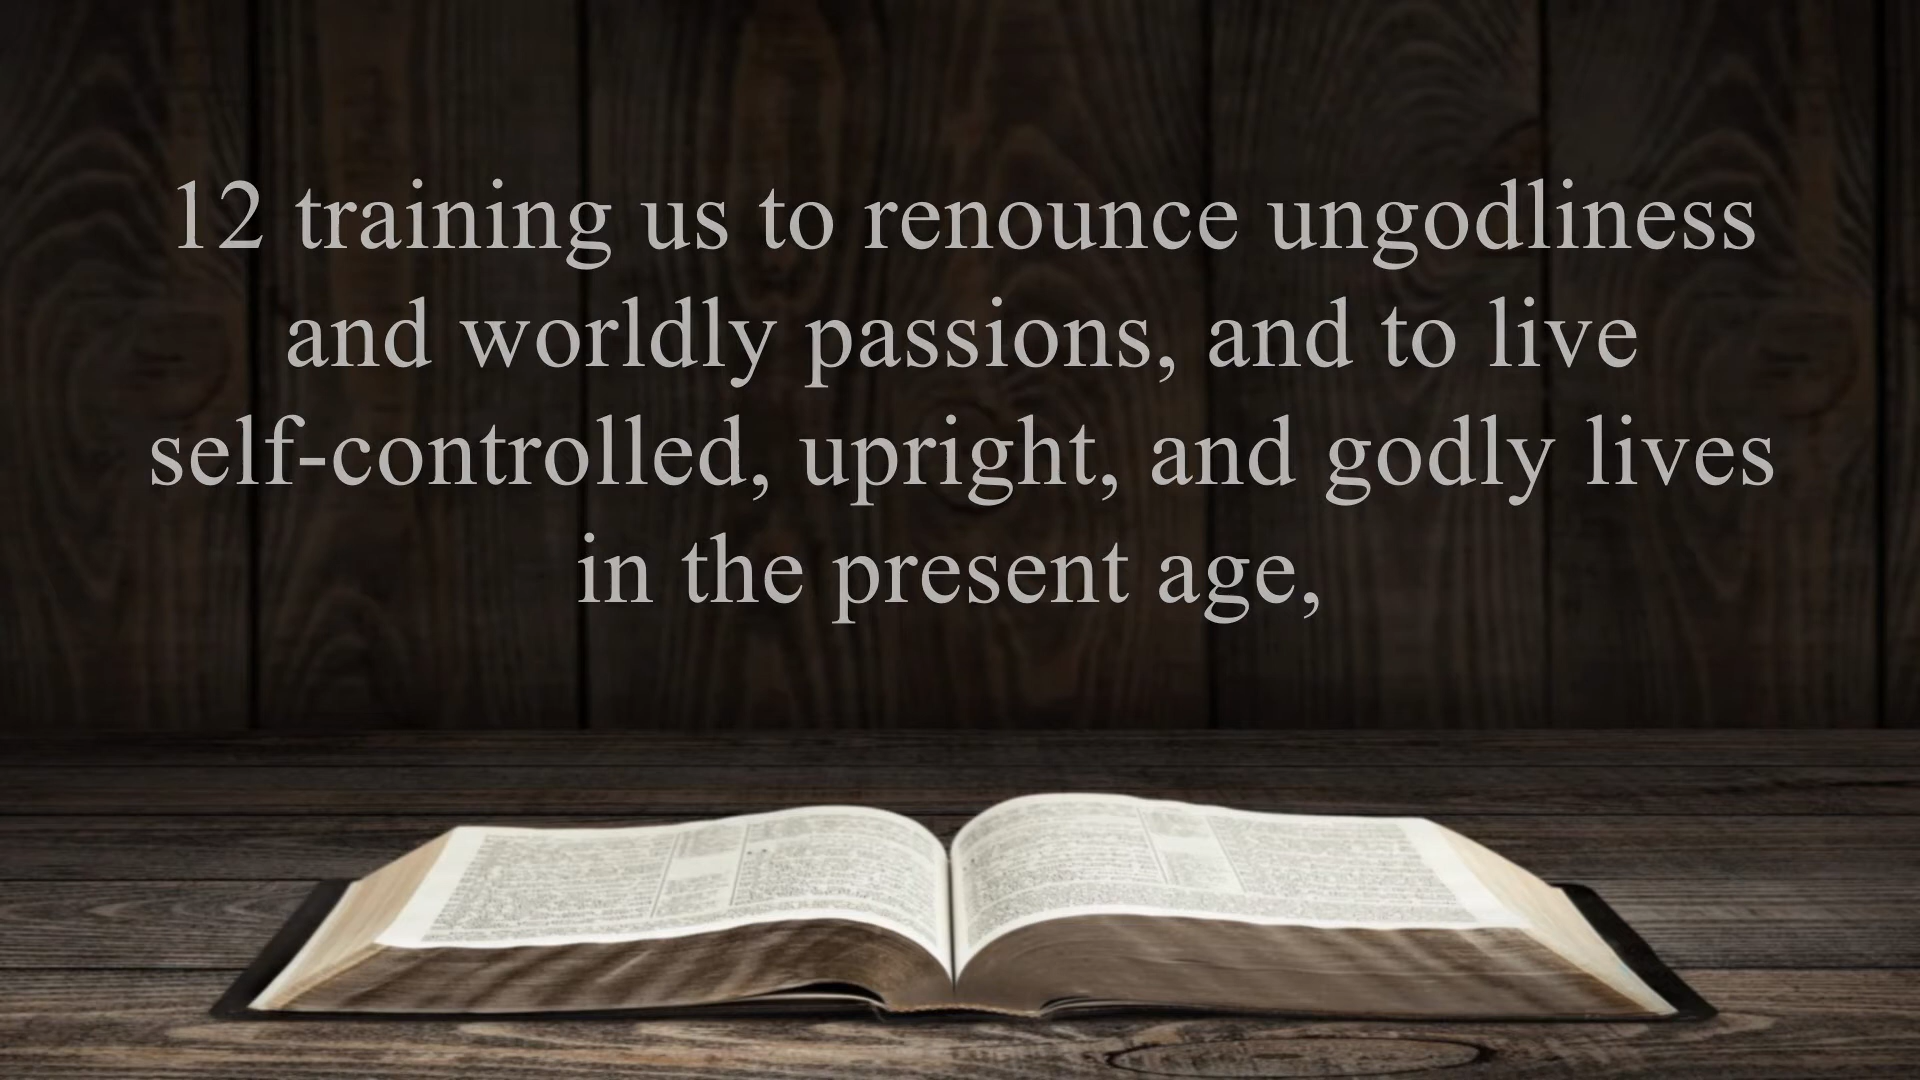 12 training us to renounce ungodliness
and worldly passions, and to live
self-controlled, upright, and godly lives
in the present age,